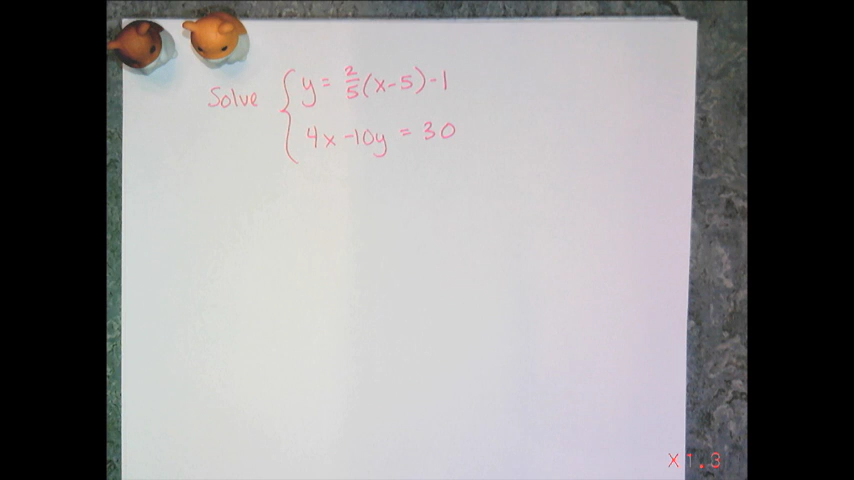 Solve { y = 2/5 (x-5) -1
4x -10y = 30
X1.3